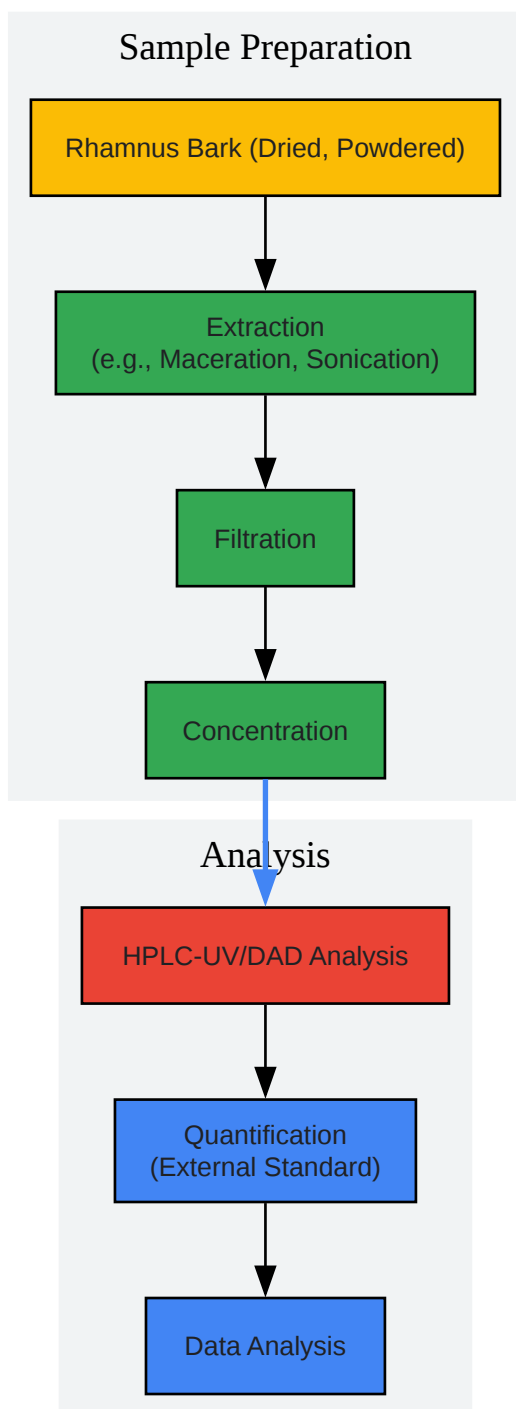 Sample Preparation
Rhamnus Bark (Dried, Powdered)
Extraction
(e.g., Maceration, Sonication)
Filtration
Concentration
Analysis
HPLC-UV/DAD Analysis
Quantification
(External Standard)
Data Analysis